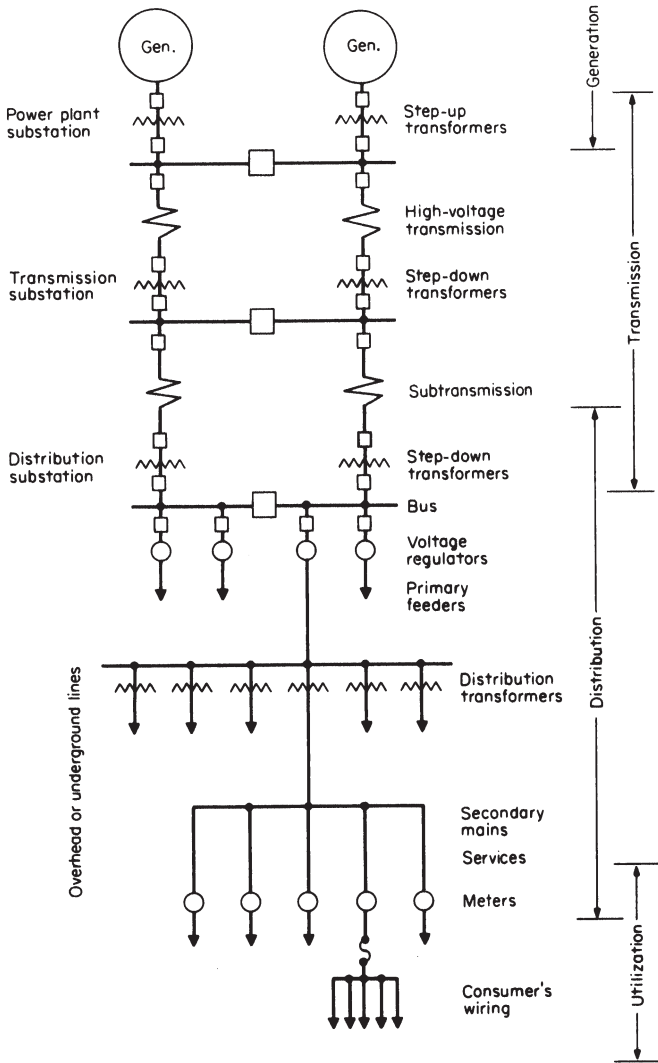 Gen.
Gen.
Generation
Power plant
substation
Step-up
transformers
High-voltage
transmission
Transmission
Transmission
substation
Step-down
transformers
Subtransmission
Distribution
substation
Step-down
transformers
Bus
Voltage
regulators
Primary
feeders
Distribution
Overhead or underground lines
Distribution
transformers
Secondary
mains
Services
Meters
Utilization
Consumer's
wiring